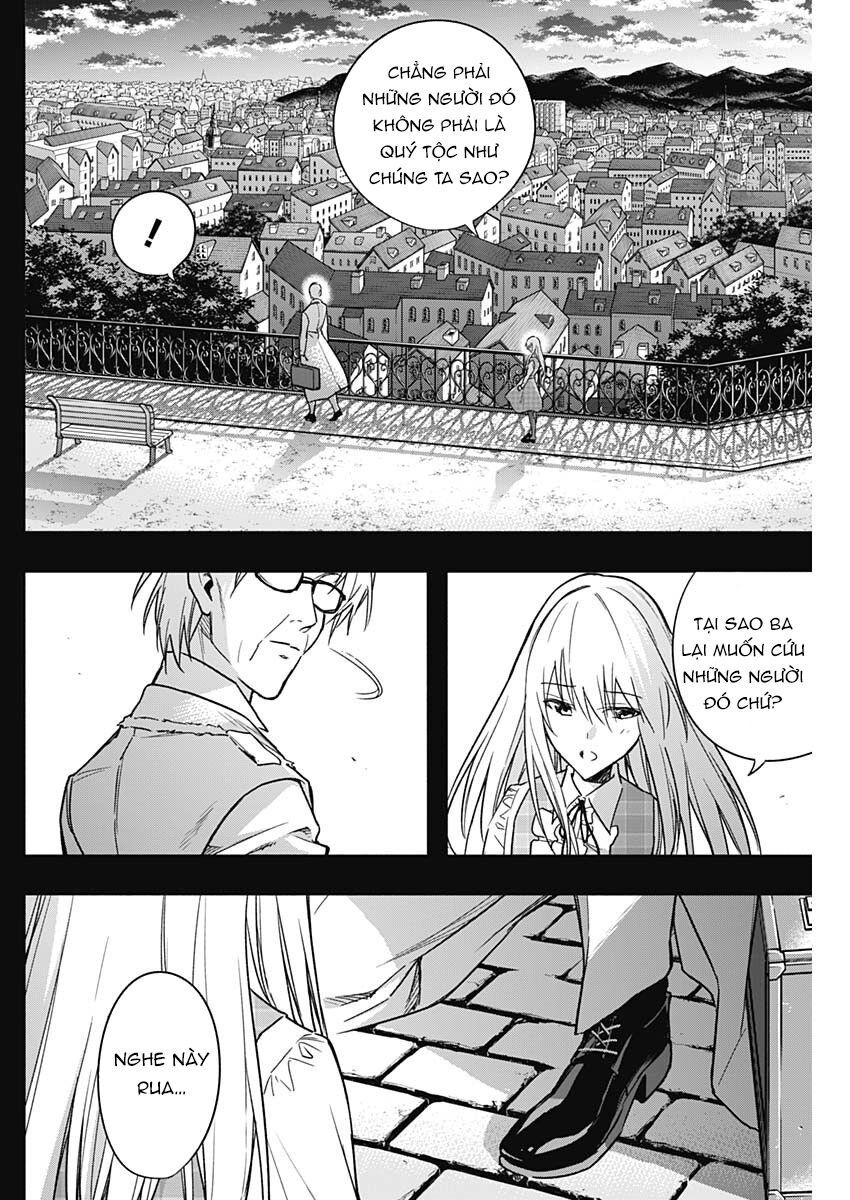 CHẲNG PHẢI
NHỮNG NGƯỜI ĐÓ
KHÔNG PHẢI LÀ
QUÝ TỘC NHƯ
CHÚNG TA SAO?
!
TẠI SAO BA
LẠI MUỐN CỨU
NHỮNG NGƯỜI
ĐÓ CHỨ?
NGHE NÀY
RUA...